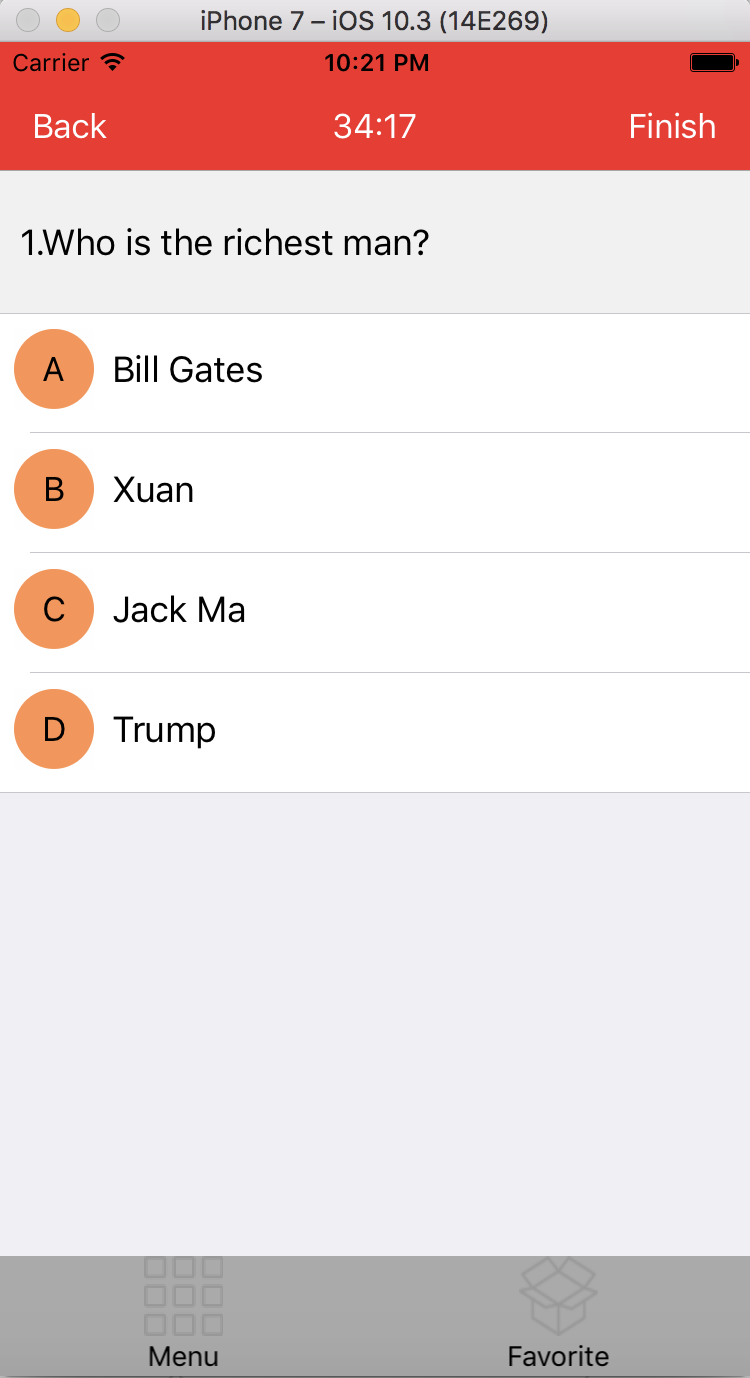 iPhone 7 – iOS 10.3 (14E269)
Carrier 10:21 PM
Back 34:17 Finish
1.Who is the richest man?
A Bill Gates
B Xuan
C Jack Ma
D Trump
Menu Favorite